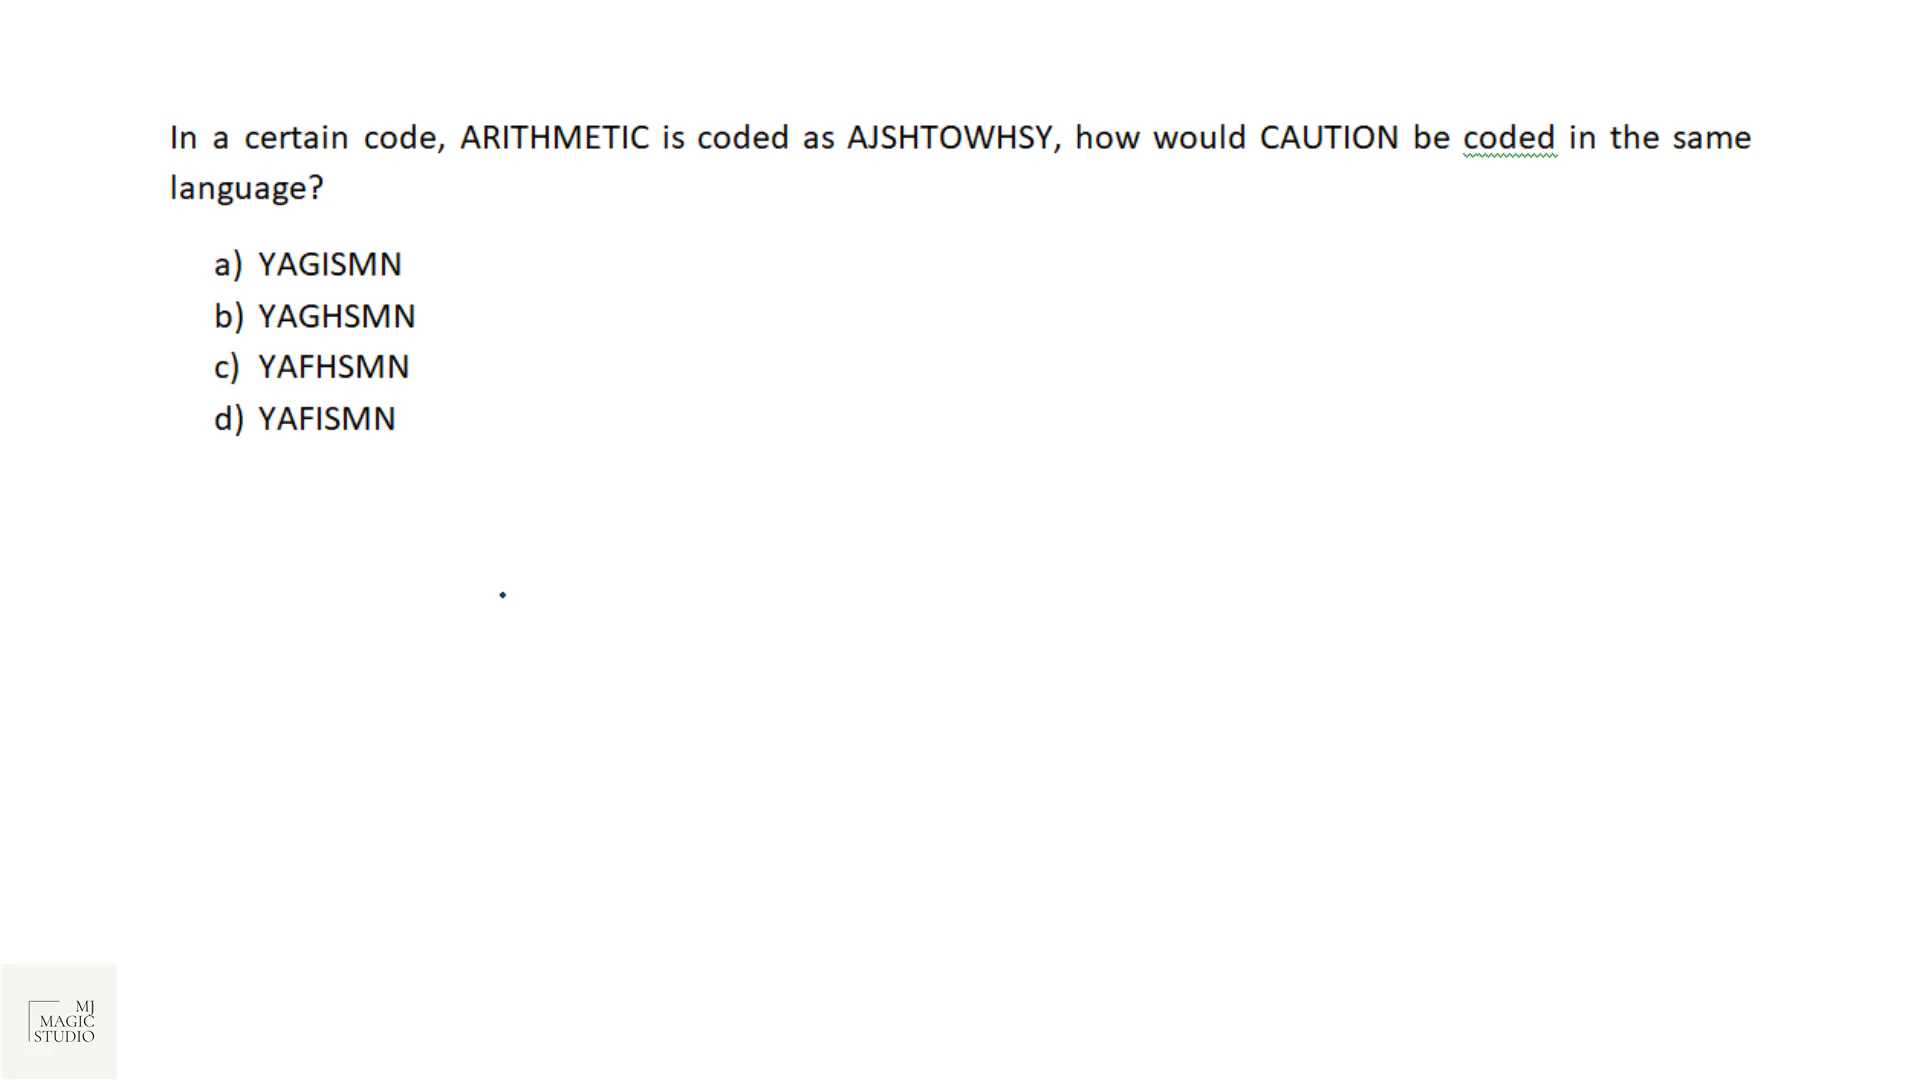 In a certain code, ARITHMETIC is coded as AJSHTOWHSY, how would CAUTION be coded in the same
language?
a) YAGISMN
b) YAGHSMN
c) YAFHSMN
d) YAFISMN
MJ
MAGIC
STUDIO